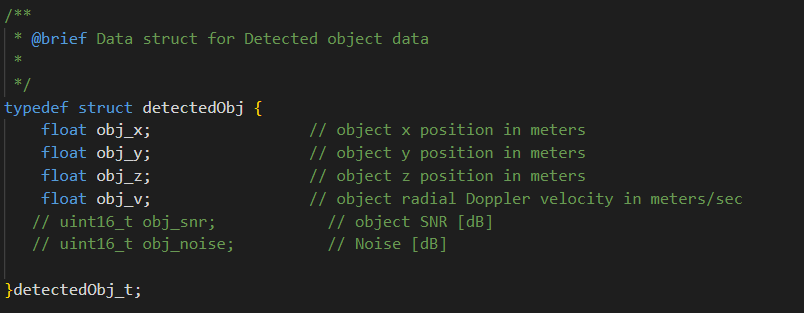 /**
 * @brief Data struct for Detected object data
 *
 */
typedef struct detectedObj {
    float obj_x;                 // object x position in meters
    float obj_y;                 // object y position in meters
    float obj_z;                 // object z position in meters
    float obj_v;                 // object radial Doppler velocity in meters/sec
   // uint16_t obj_snr;            // object SNR [dB]
   // uint16_t obj_noise;          // Noise [dB]

}detectedObj_t;